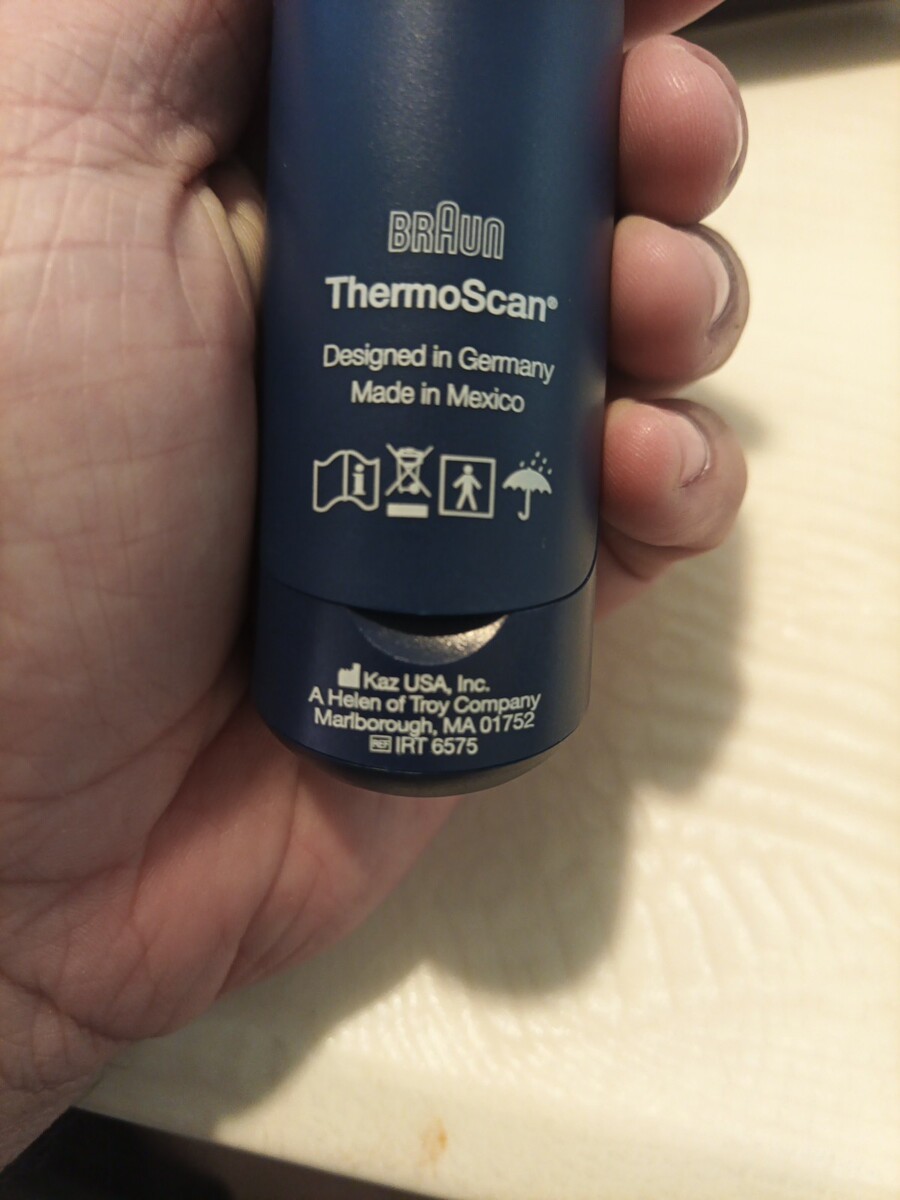 BRAUN
ThermoScan®
Designed in Germany
Made in Mexico
i
Kaz USA, Inc.
A Helen of Troy Company
Marlborough, MA 01752
REF IRT 6575